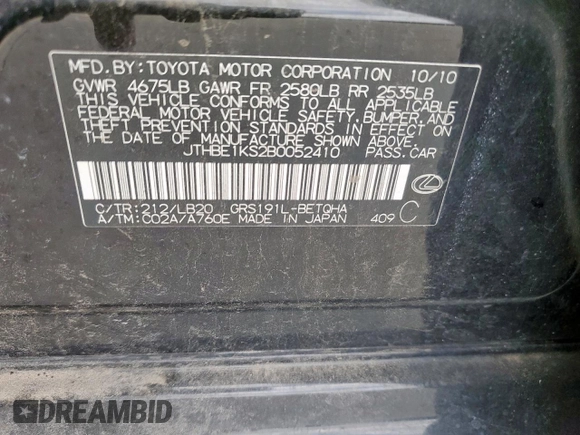 MFD. BY: TOYOTA MOTOR CORPORATION 10/10
GVWR 4675LB GAWR FR 2580LB RR 2535LB
THIS VEHICLE CONFORMS TO ALL APPLICABLE
FEDERAL MOTOR VEHICLE SAFETY, BUMPER, AND
THEFT PREVENTION STANDARDS IN EFFECT ON
THE DATE OF MANUFACTURE SHOWN ABOVE.
JTHBE1KS2B0052410 PASS. CAR
C/TR: 212/LB20 GRS191L-BETQHA
A/TM: C02A/A760E MADE IN JAPAN 409 C
DREAMBID